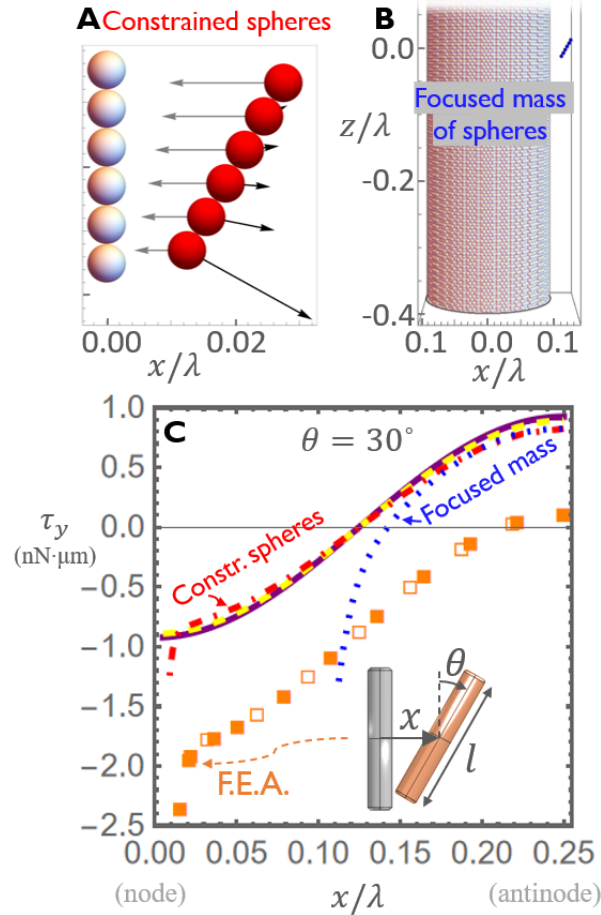 A Constrained spheres
0.00
0.02
x/λ
B
0.0
Focused mass
of spheres
z/λ
-0.2
-0.4
0.1
0.0
0.1
x/λ
C
θ = 30°
1.0
0.5
0.0
−0.5
−1.0
−1.5
−2.0
−2.5
τy
(nN·μm)
Constr. spheres
Focused mass
F.E.A.
x
θ
l
0.00
0.05
0.10
0.15
0.20
0.25
(node)
x/λ
(antinode)